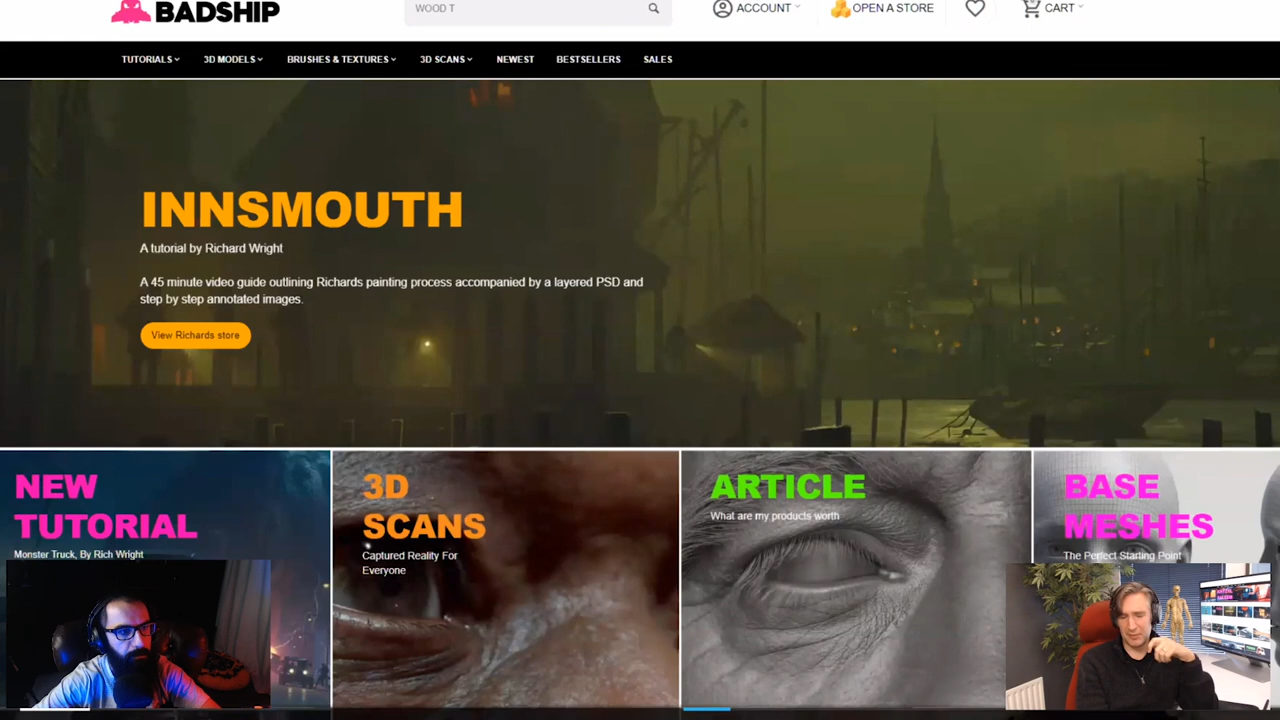 BADSHIP
WOOD T
ACCOUNT
OPEN A STORE
CART
TUTORIALS
3D MODELS
BRUSHES & TEXTURES
3D SCANS
NEWEST
BESTSELLERS
SALES
INNSMOUTH
A tutorial by Richard Wright
A 45 minute video guide outlining Richards painting process accompanied by a layered PSD and
step by step annotated images.
View Richards store
NEW
TUTORIAL
Monster Truck, By Rich Wright
3D
SCANS
Captured Reality For
Everyone
ARTICLE
What are my products worth
BASE
MESHES
The Perfect Starting Point